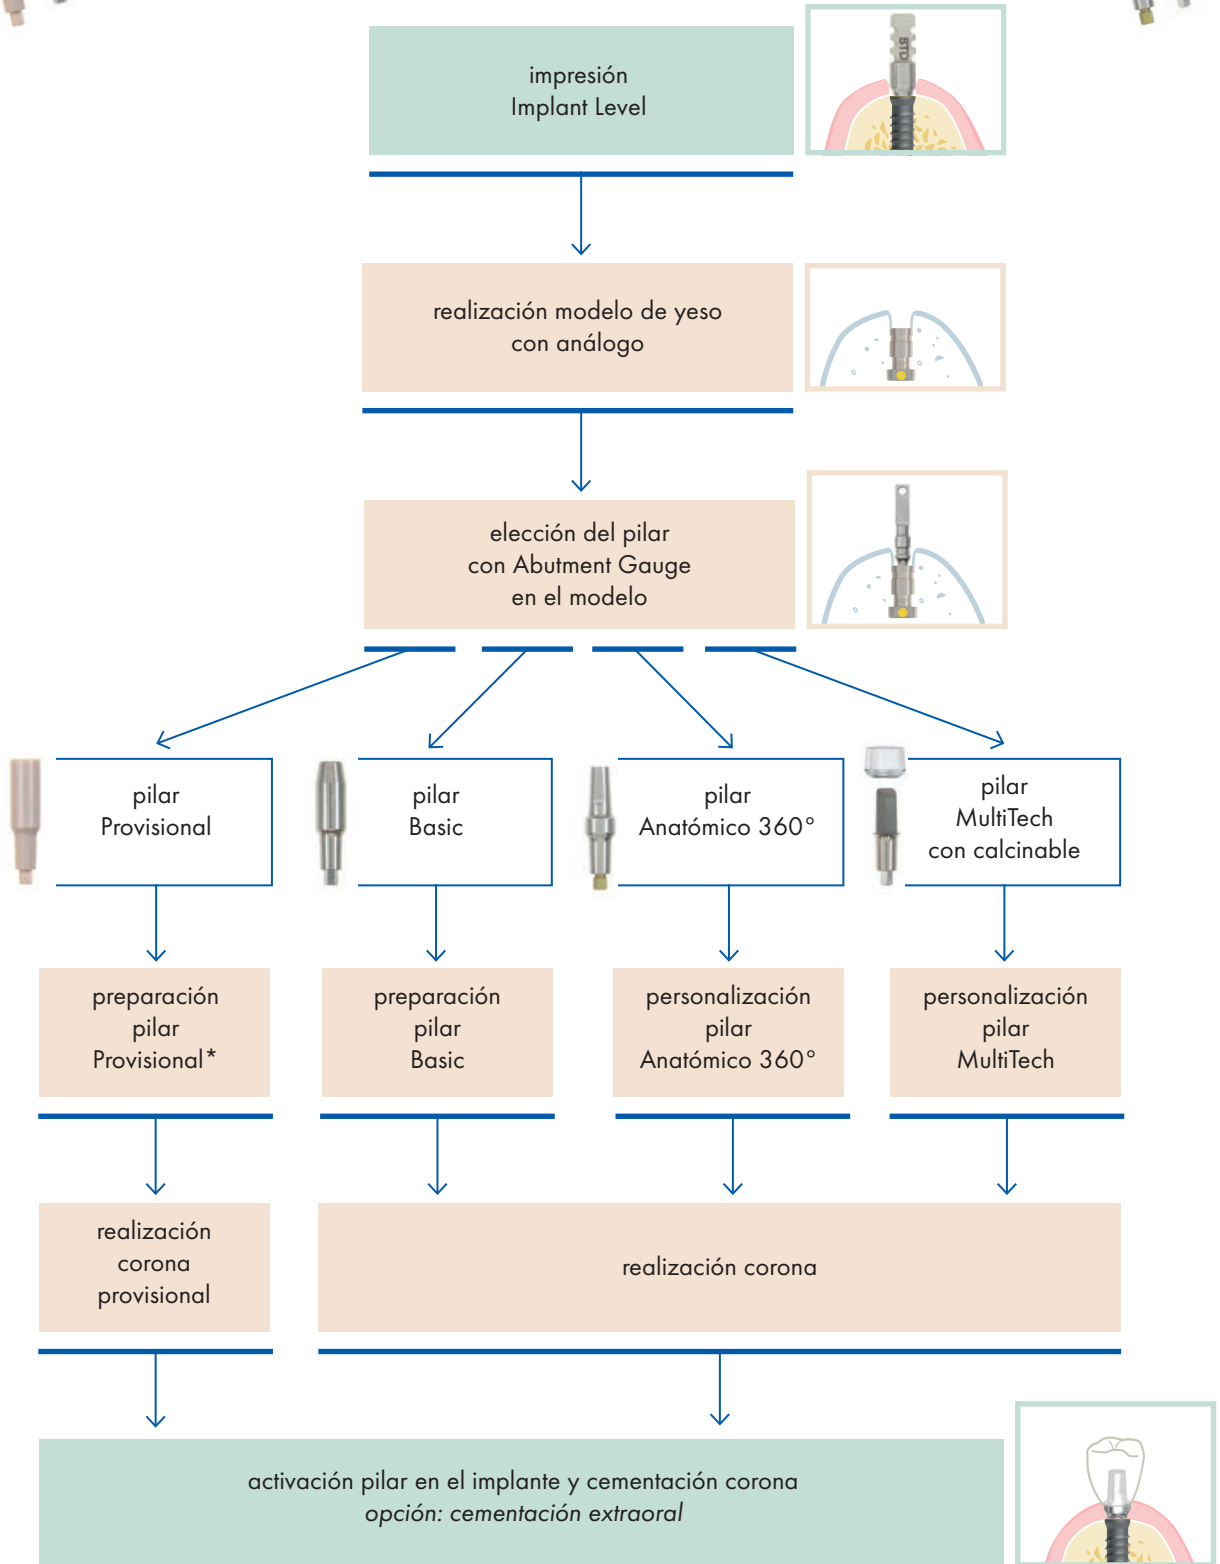 impresión
Implant Level
STD
realización modelo de yeso
con análogo
elección del pilar
con Abutment Gauge
en el modelo
pilar
Provisional
pilar
Basic
pilar
Anatómico 360°
pilar
MultiTech
con calcinable
preparación
pilar
Provisional*
preparación
pilar
Basic
personalización
pilar
Anatómico 360°
personalización
pilar
MultiTech
realización
corona
provisional
realización corona
activación pilar en el implante y cementación corona
opción: cementación extraoral